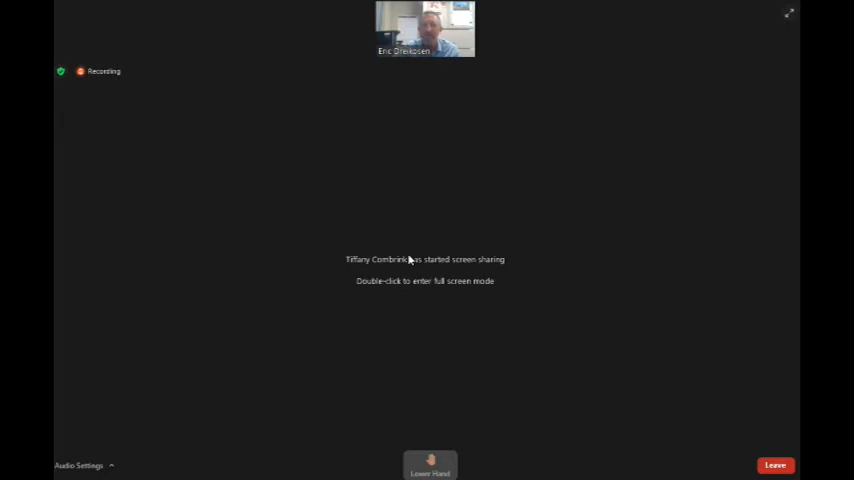 Eric Dreikosen
Recording
Tiffany Combrink has started screen sharing
Double-click to enter full screen mode
Audio Settings
Lower Hand
Leave